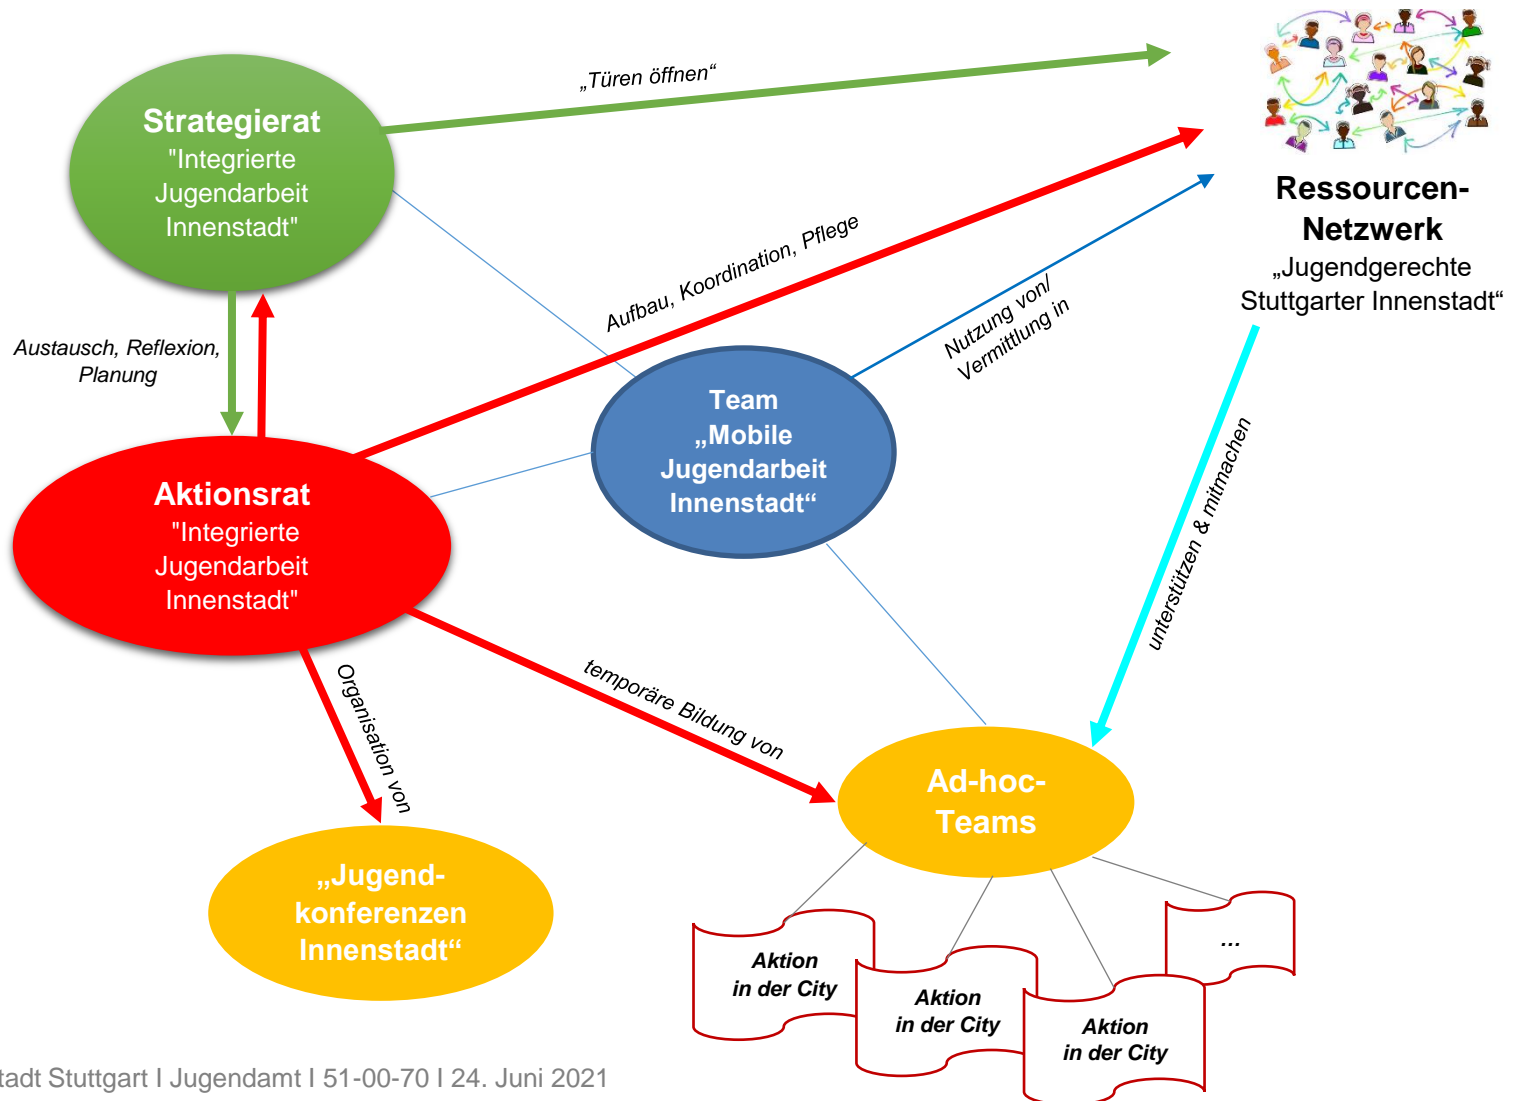 „Türen öffnen“
Strategierat
"Integrierte
Jugendarbeit
Innenstadt"
Ressourcen-
Netzwerk
„Jugendgerechte
Stuttgarter Innenstadt“
Aufbau, Koordination, Pflege
Nutzung von/
Vermittlung in
Austausch, Reflexion,
Planung
Team
„Mobile
Jugendarbeit
Innenstadt“
Aktionsrat
"Integrierte
Jugendarbeit
Innenstadt"
unterstützen & mitmachen
Organisation von
temporäre Bildung von
Ad-hoc-
Teams
„Jugend-
konferenzen
Innenstadt“
Aktion
in der City
Aktion
in der City
Aktion
in der City
...
tadt Stuttgart I Jugendamt I 51-00-70 I 24. Juni 2021